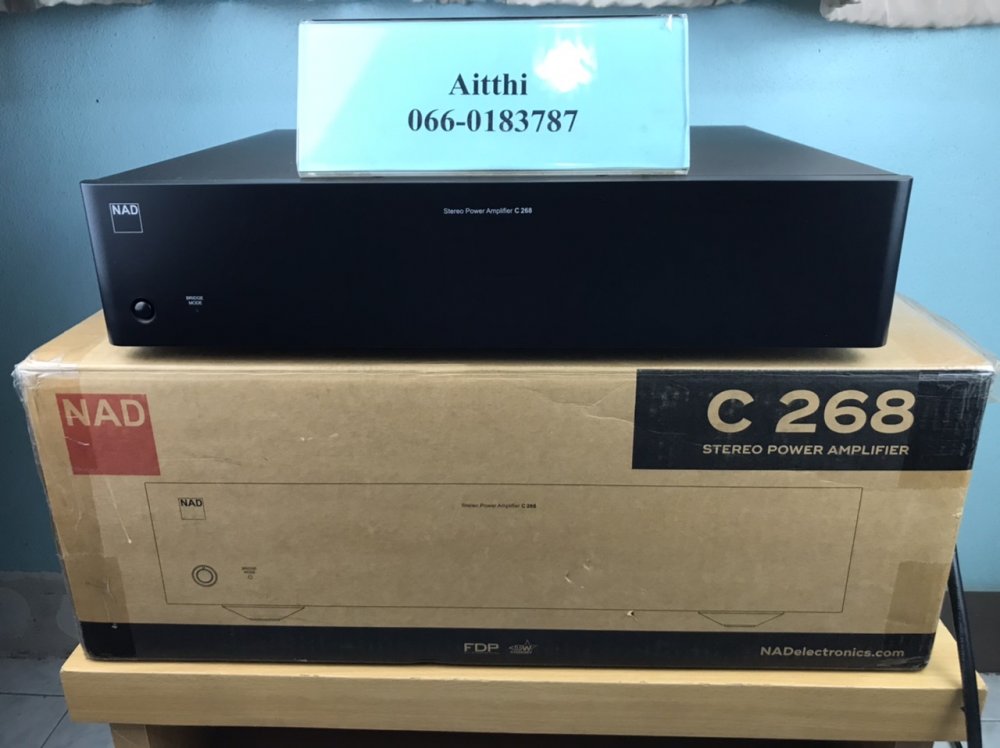 Aitthi
066-0183787
NAD
Stereo Power Amplifier C 268
BRIDGE
MODE
NAD
C 268
STEREO POWER AMPLIFIER
NAD
Stereo Power Amplifier C 268
BRIDGE
MODE
FDP
<.5W
NADelectronics.com